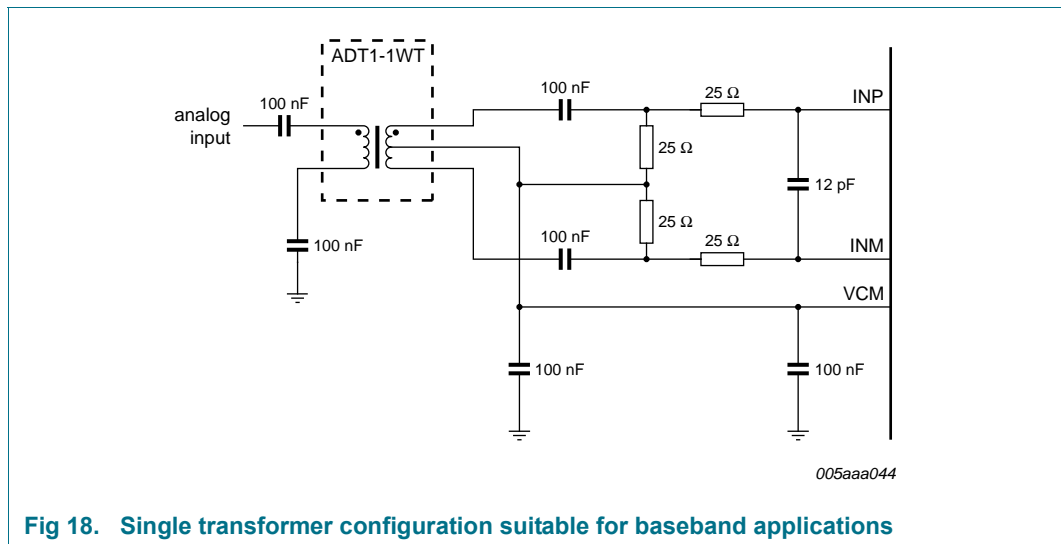 ADT1-1WT
analog
input
100 nF
100 nF
100 nF
25 Ω
INP
25 Ω
12 pF
25 Ω
100 nF
25 Ω
INM
VCM
100 nF
100 nF
005aaa044
Fig 18. Single transformer configuration suitable for baseband applications